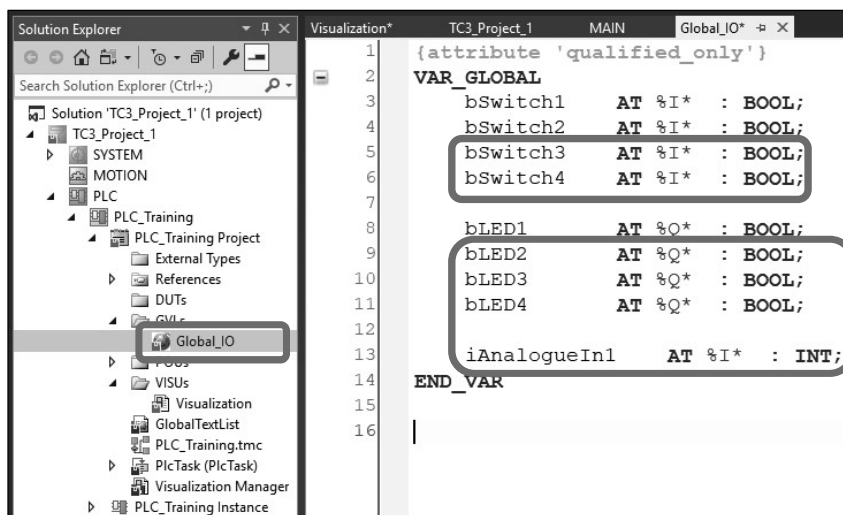 Solution Explorer
Search Solution Explorer (Ctrl+;)
Solution 'TC3_Project_1' (1 project)
TC3_Project_1
SYSTEM
MOTION
PLC
PLC_Training
PLC_Training Project
External Types
References
DUTs
GVLs
Global_IO
POUs
VISUs
Visualization
GlobalTextList
PLC_Training.tmc
PlcTask (PlcTask)
Visualization Manager
PLC_Training Instance
Visualization* TC3_Project_1 MAIN Global_IO*
1 {attribute 'qualified_only'}
2 VAR_GLOBAL
3 bSwitch1 AT %I* : BOOL;
4 bSwitch2 AT %I* : BOOL;
5 bSwitch3 AT %I* : BOOL;
6 bSwitch4 AT %I* : BOOL;
7
8 bLED1 AT %Q* : BOOL;
9 bLED2 AT %Q* : BOOL;
10 bLED3 AT %Q* : BOOL;
11 bLED4 AT %Q* : BOOL;
12
13 iAnalogueIn1 AT %I* : INT;
14 END_VAR
15
16